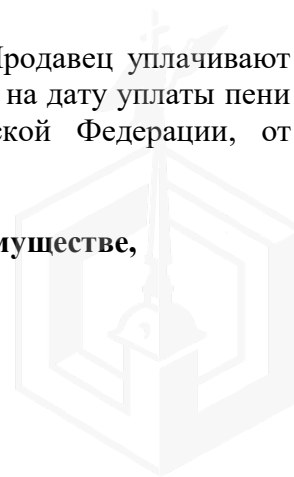 Продавец уплачивают
на дату уплаты пени
ской Федерации, от
муществе,